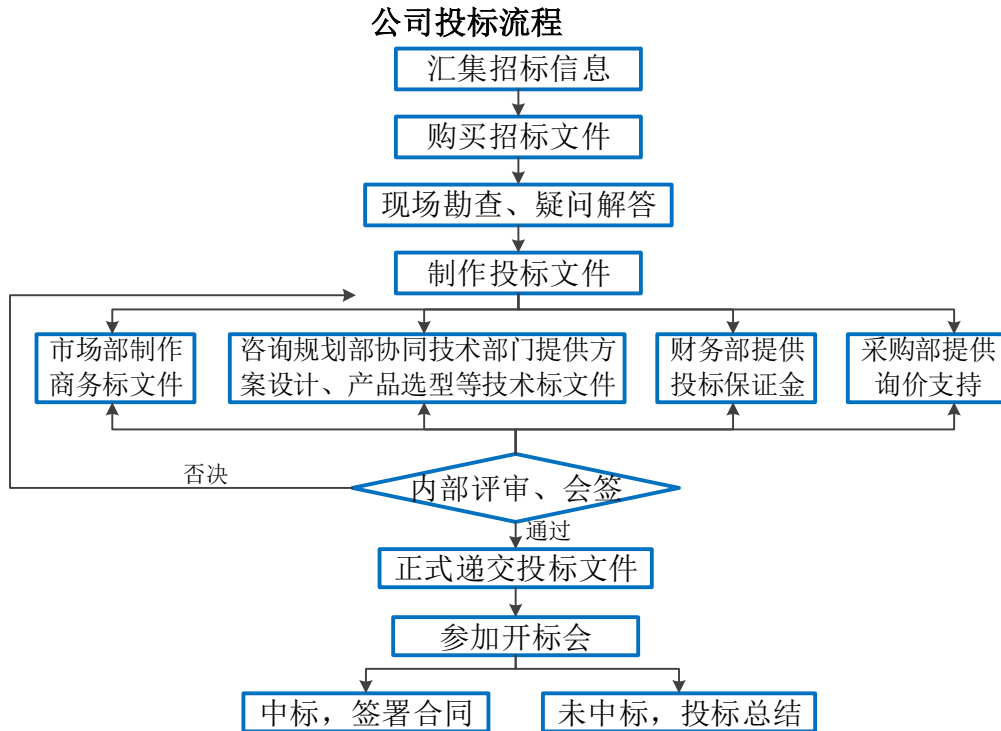 公司投标流程
汇集招标信息
购买招标文件
现场勘查、疑问解答
制作投标文件
市场部制作
商务标文件
咨询规划部协同技术部门提供方
案设计、产品选型等技术标文件
财务部提供
投标保证金
采购部提供
询价支持
否决
内部评审、会签
通过
正式递交投标文件
参加开标会
中标，签署合同
未中标，投标总结